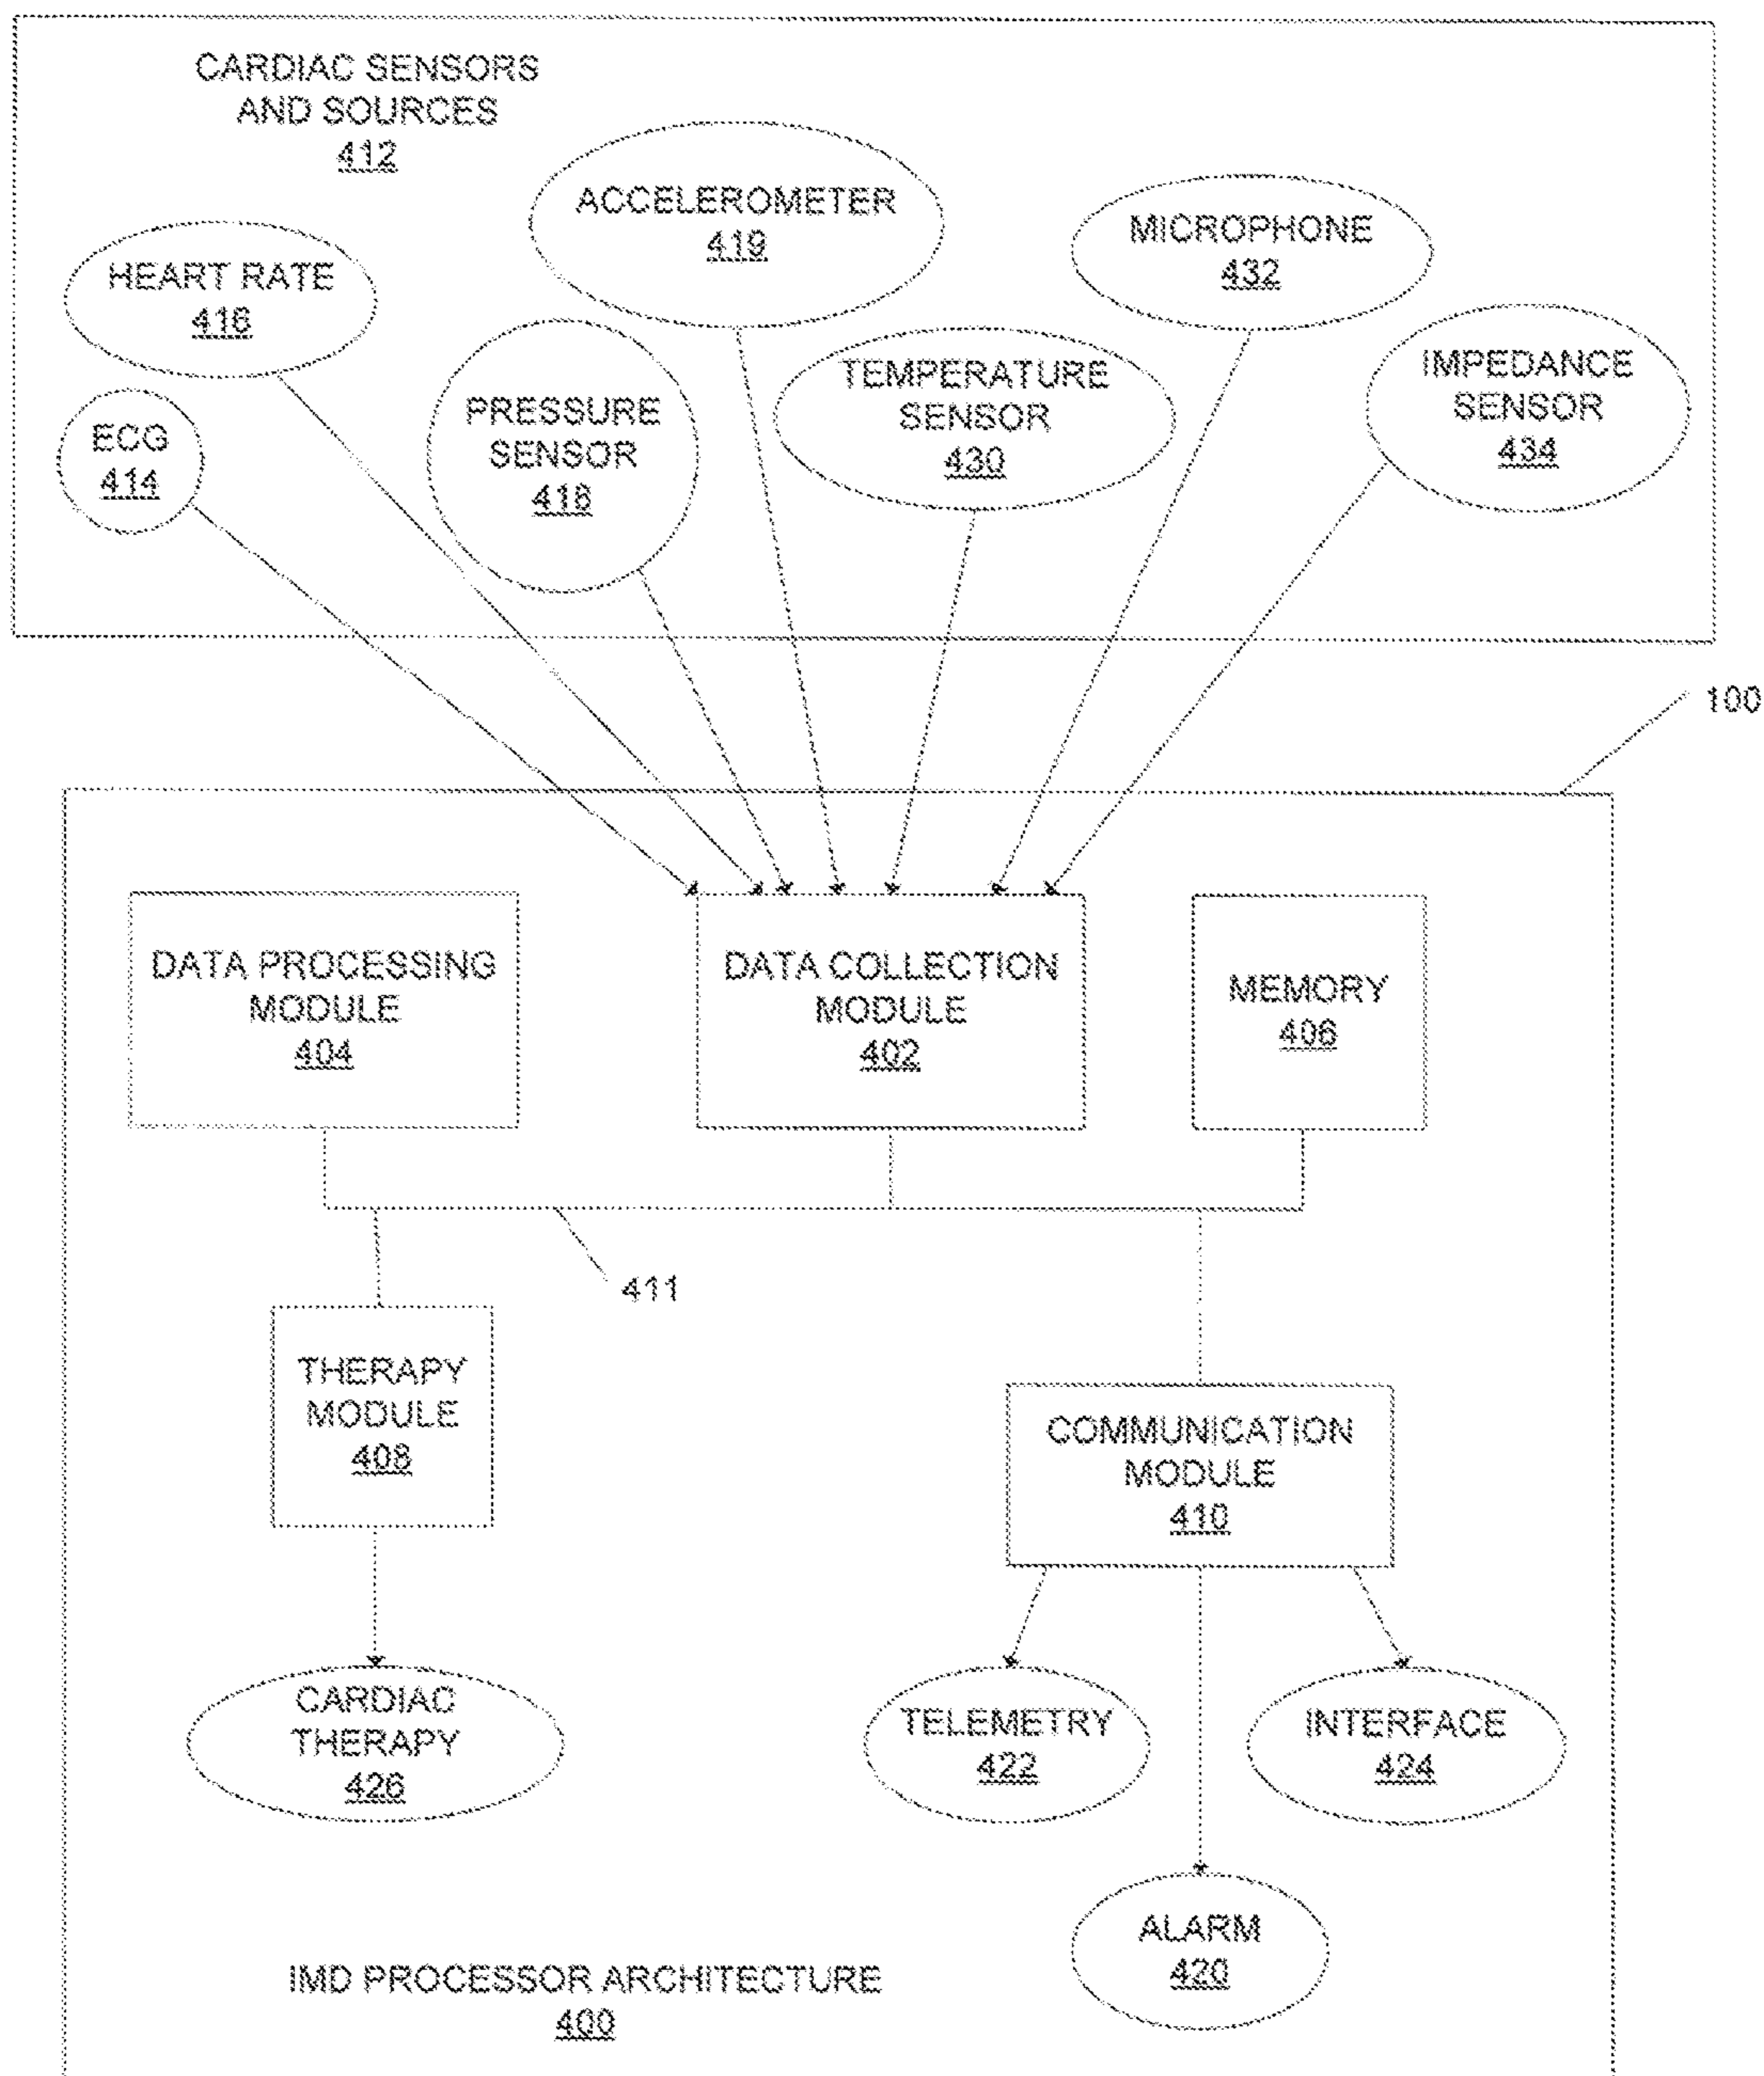 CARDIAC SENSORS
AND SOURCES
412
ACCELEROMETER
419
MICROPHONE
432
HEART RATE
416
IMPEDANCE
SENSOR
434
TEMPERATURE
SENSOR
430
PRESSURE
SENSOR
418
ECG
414
100
DATA PROCESSING
MODULE
404
DATA COLLECTION
MODULE
402
MEMORY
406
411
THERAPY
MODULE
408
COMMUNICATION
MODULE
410
CARDIAC
THERAPY
426
TELEMETRY
422
INTERFACE
424
ALARM
420
IMD PROCESSOR ARCHITECTURE
400